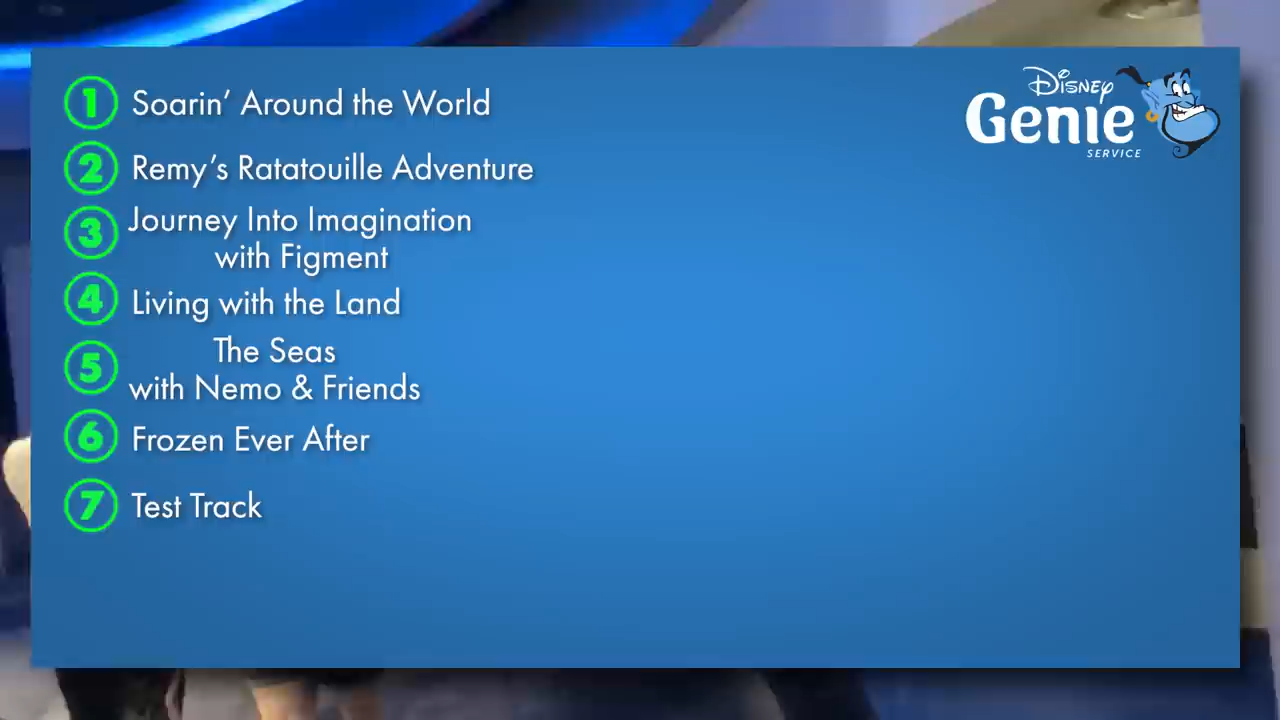 1 Soarin’ Around the World
2 Remy’s Ratatouille Adventure
3 Journey Into Imagination
with Figment
4 Living with the Land
5 The Seas
with Nemo & Friends
6 Frozen Ever After
7 Test Track
Disney
Genie
SERVICE